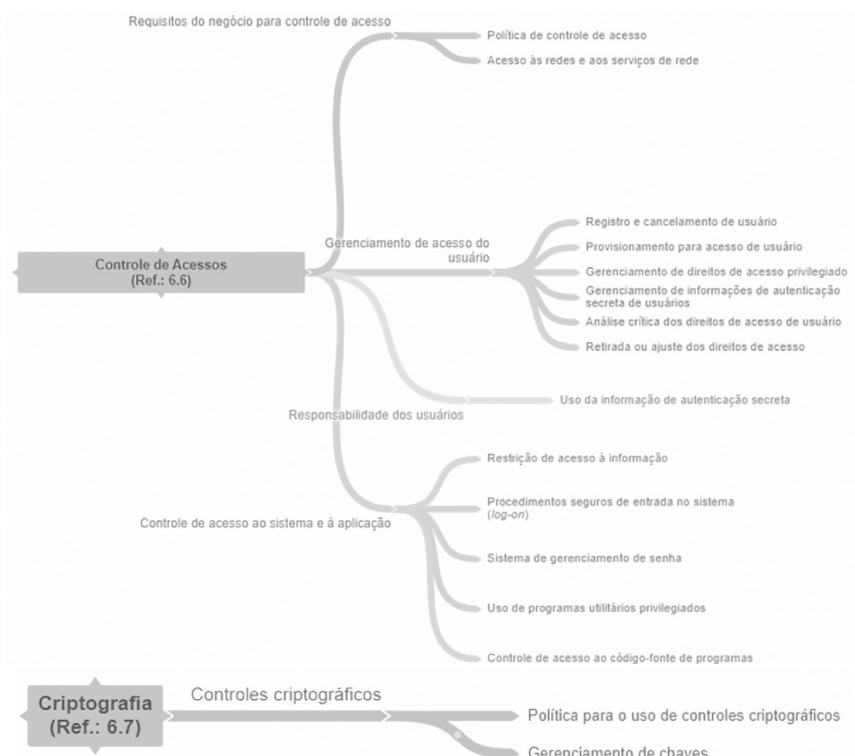 Requisitos do negócio para controle de acesso
Política de controle de acesso
Acesso às redes e aos serviços de rede
Controle de Acessos
(Ref.: 6.6)
Gerenciamento de acesso do
usuário
Registro e cancelamento de usuário
Provisionamento para acesso de usuário
Gerenciamento de direitos de acesso privilegiado
Gerenciamento de informações de autenticação
secreta de usuários
Análise crítica dos direitos de acesso de usuário
Retirada ou ajuste dos direitos de acesso
Responsabilidade dos usuários
Uso da informação de autenticação secreta
Controle de acesso ao sistema e à aplicação
Restrição de acesso à informação
Procedimentos seguros de entrada no sistema
(log-on)
Sistema de gerenciamento de senha
Uso de programas utilitários privilegiados
Controle de acesso ao código-fonte de programas
Criptografia
(Ref.: 6.7)
Controles criptográficos
Política para o uso de controles criptográficos
Gerenciamento de chaves